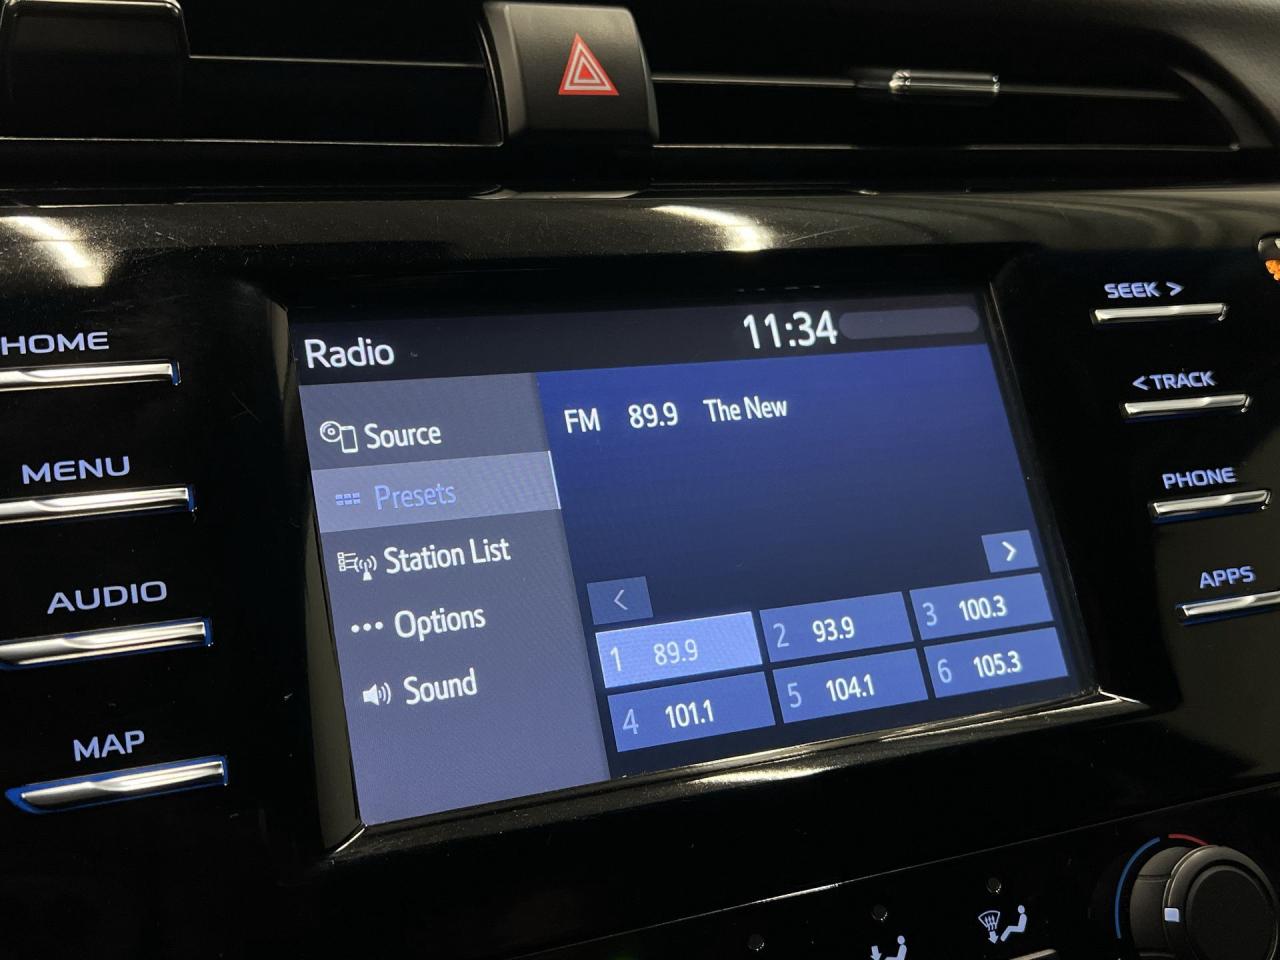 HOME
MENU
AUDIO
MAP
Radio
11:34
Source
Presets
Station List
Options
Sound
FM 89.9 The New
<
>
1 89.9
2 93.9
3 100.3
4 101.1
5 104.1
6 105.3
SEEK >
< TRACK
PHONE
APPS